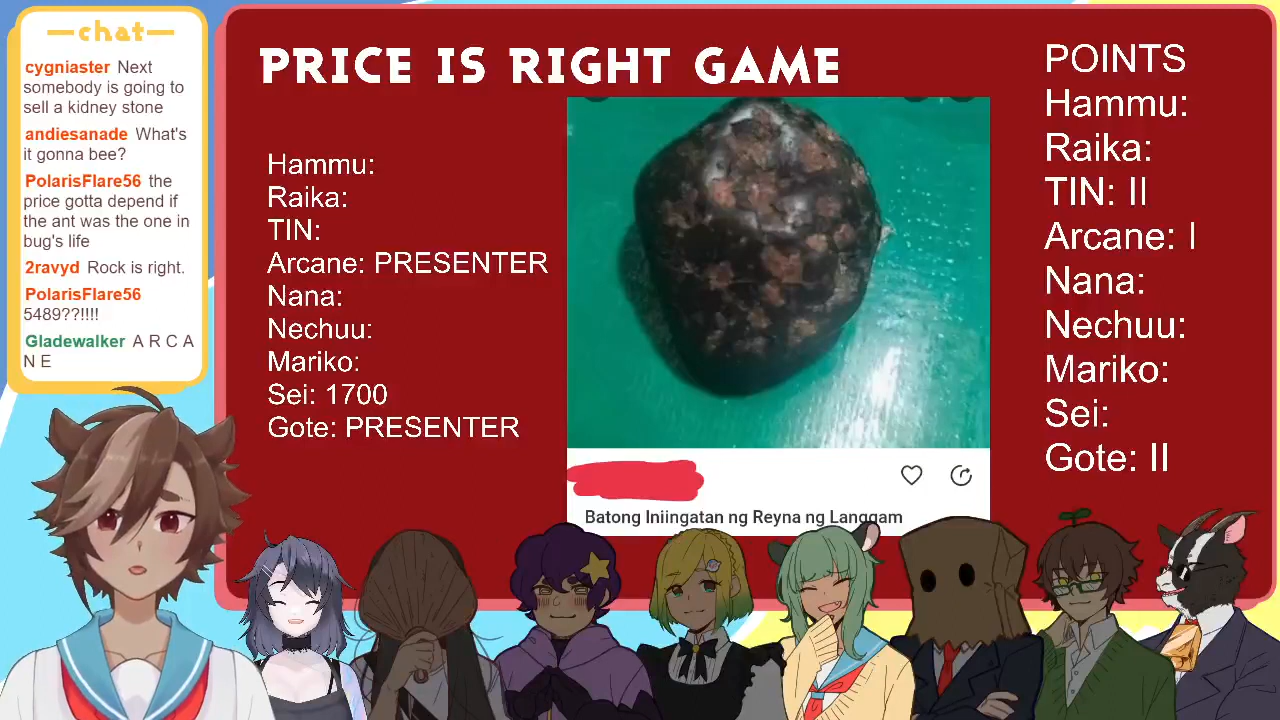 chat
cygniaster Next
somebody is going to
sell a kidney stone
andiesanade What's
it gonna bee?
PolarisFlare56 the
price gotta depend if
the ant was the one in
bug's life
2ravyd Rock is right.
PolarisFlare56
5489??!!!!
Gladewalker A R C A
N E
PRICE IS RIGHT GAME
Hammu:
Raika:
TIN:
Arcane: PRESENTER
Nana:
Nechuu:
Mariko:
Sei: 1700
Gote: PRESENTER
Batong Iniingatan ng Reyna ng Langgam
POINTS
Hammu:
Raika:
TIN: II
Arcane: I
Nana:
Nechuu:
Mariko:
Sei:
Gote: II